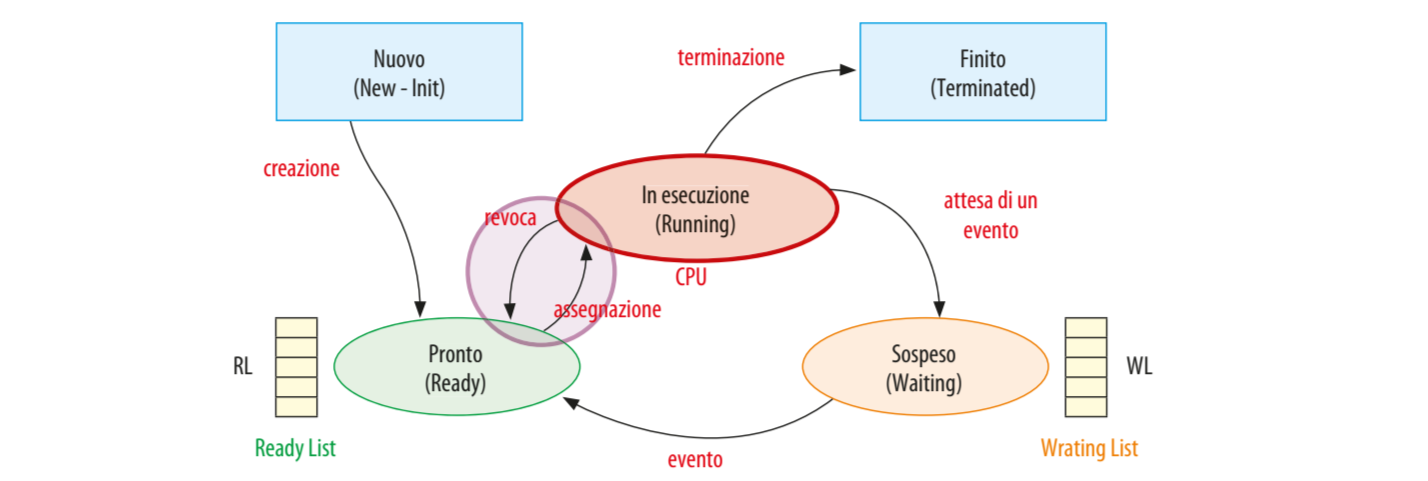 Nuovo
(New - Init)
terminazione
Finito
(Terminated)
creazione
In esecuzione
(Running)
revoca
attesa di un
evento
CPU
assegnazione
RL
Pronto
(Ready)
Sospeso
(Waiting)
WL
Ready List
evento
Wrating List